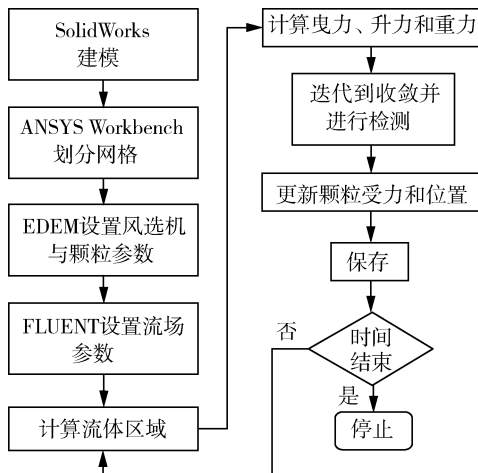 SolidWorks
建模
ANSYS Workbench
划分网格
EDEM设置风选机
与颗粒参数
FLUENT设置流场
参数
计算流体区域
计算曳力、升力和重力
迭代到收敛并
进行检测
更新颗粒受力和位置
保存
否
时间
结束
是
停止